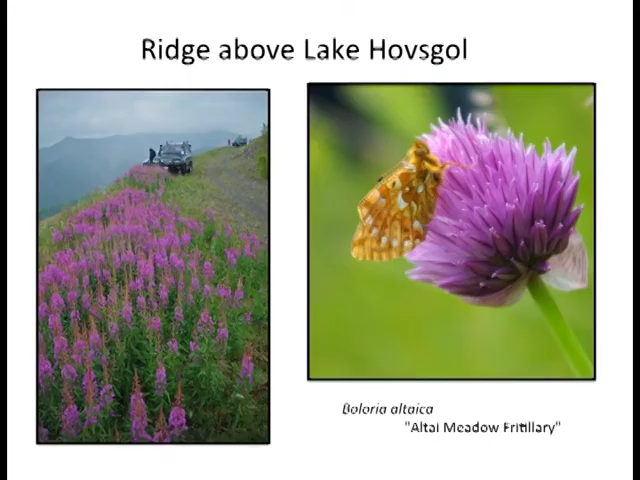 Ridge above Lake Hovsgol
Boloria altaica
"Altai Meadow Fritillary"